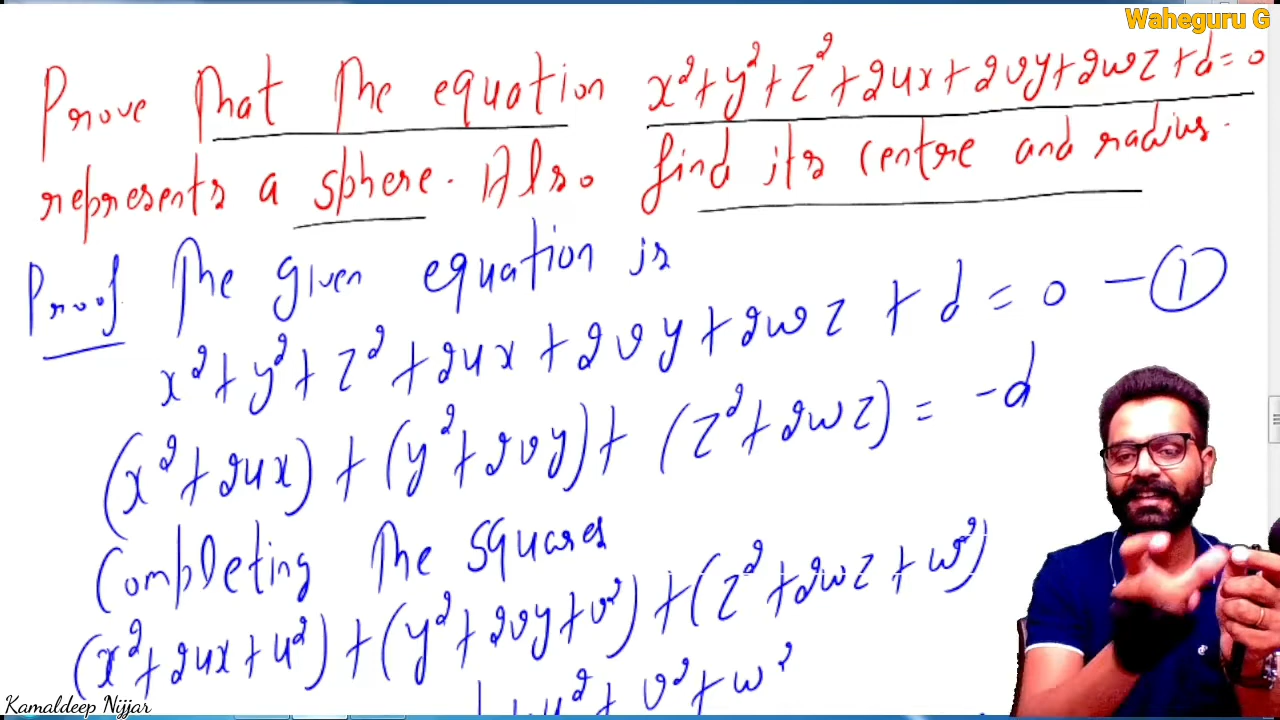 Waheguru G
Prove That The equation x²+y²+z²+2ux+2vy+2wz+d=0
represents a sphere. Also find its centre and radius.
Proof The given equation is
x²+y²+z²+2ux+2vy+2wz+d=0 —①
(x²+2ux)+(y²+2vy)+(z²+2wz)=-d
Completing The squares
(x²+2ux+u²)+(y²+2vy+v²)+(z²+2wz+w²)
u²+v²+w²
Kamaldeep Nijjar